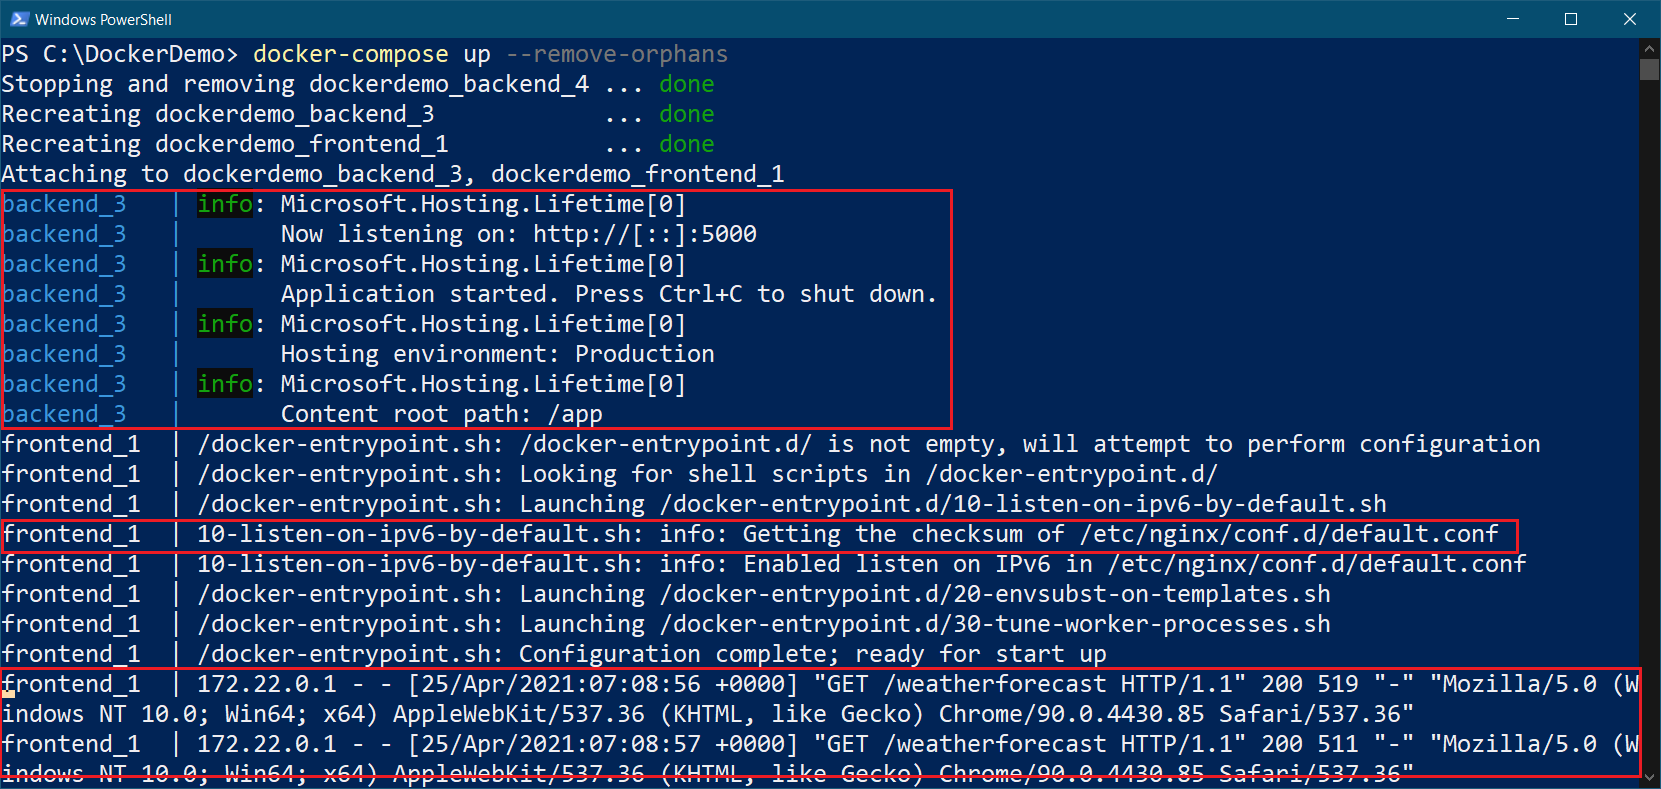 Windows PowerShell
PS C:\DockerDemo> docker-compose up --remove-orphans
Stopping and removing dockerdemo_backend_4 ... done
Recreating dockerdemo_backend_3            ... done
Recreating dockerdemo_frontend_1           ... done
Attaching to dockerdemo_backend_3, dockerdemo_frontend_1
backend_3   | info: Microsoft.Hosting.Lifetime[0]
backend_3   |       Now listening on: http://[::]:5000
backend_3   | info: Microsoft.Hosting.Lifetime[0]
backend_3   |       Application started. Press Ctrl+C to shut down.
backend_3   | info: Microsoft.Hosting.Lifetime[0]
backend_3   |       Hosting environment: Production
backend_3   | info: Microsoft.Hosting.Lifetime[0]
backend_3   |       Content root path: /app
frontend_1  | /docker-entrypoint.sh: /docker-entrypoint.d/ is not empty, will attempt to perform configuration
frontend_1  | /docker-entrypoint.sh: Looking for shell scripts in /docker-entrypoint.d/
frontend_1  | /docker-entrypoint.sh: Launching /docker-entrypoint.d/10-listen-on-ipv6-by-default.sh
frontend_1  | 10-listen-on-ipv6-by-default.sh: info: Getting the checksum of /etc/nginx/conf.d/default.conf
frontend_1  | 10-listen-on-ipv6-by-default.sh: info: Enabled listen on IPv6 in /etc/nginx/conf.d/default.conf
frontend_1  | /docker-entrypoint.sh: Launching /docker-entrypoint.d/20-envsubst-on-templates.sh
frontend_1  | /docker-entrypoint.sh: Launching /docker-entrypoint.d/30-tune-worker-processes.sh
frontend_1  | /docker-entrypoint.sh: Configuration complete; ready for start up
frontend_1  | 172.22.0.1 - - [25/Apr/2021:07:08:56 +0000] "GET /weatherforecast HTTP/1.1" 200 519 "-" "Mozilla/5.0 (W
indows NT 10.0; Win64; x64) AppleWebKit/537.36 (KHTML, like Gecko) Chrome/90.0.4430.85 Safari/537.36"
frontend_1  | 172.22.0.1 - - [25/Apr/2021:07:08:57 +0000] "GET /weatherforecast HTTP/1.1" 200 511 "-" "Mozilla/5.0 (W
indows NT 10.0; Win64; x64) AppleWebKit/537.36 (KHTML, like Gecko) Chrome/90.0.4430.85 Safari/537.36"